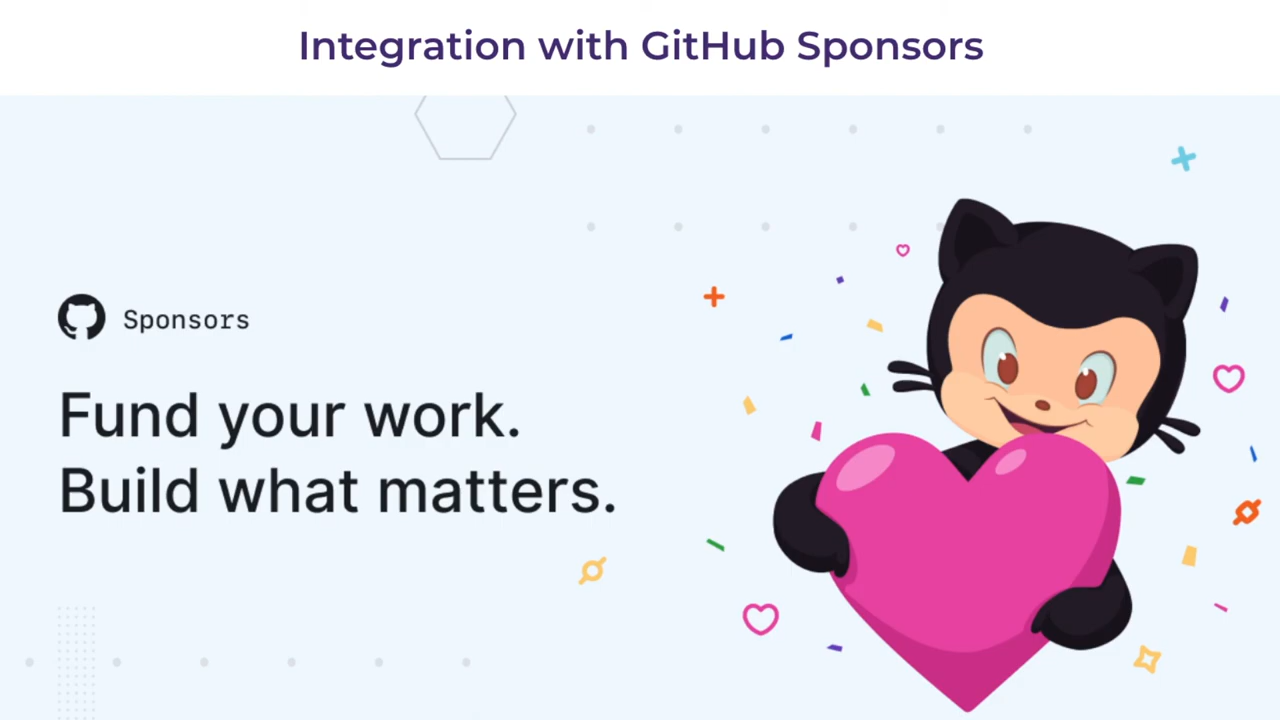 Integration with GitHub Sponsors
Sponsors
Fund your work.
Build what matters.